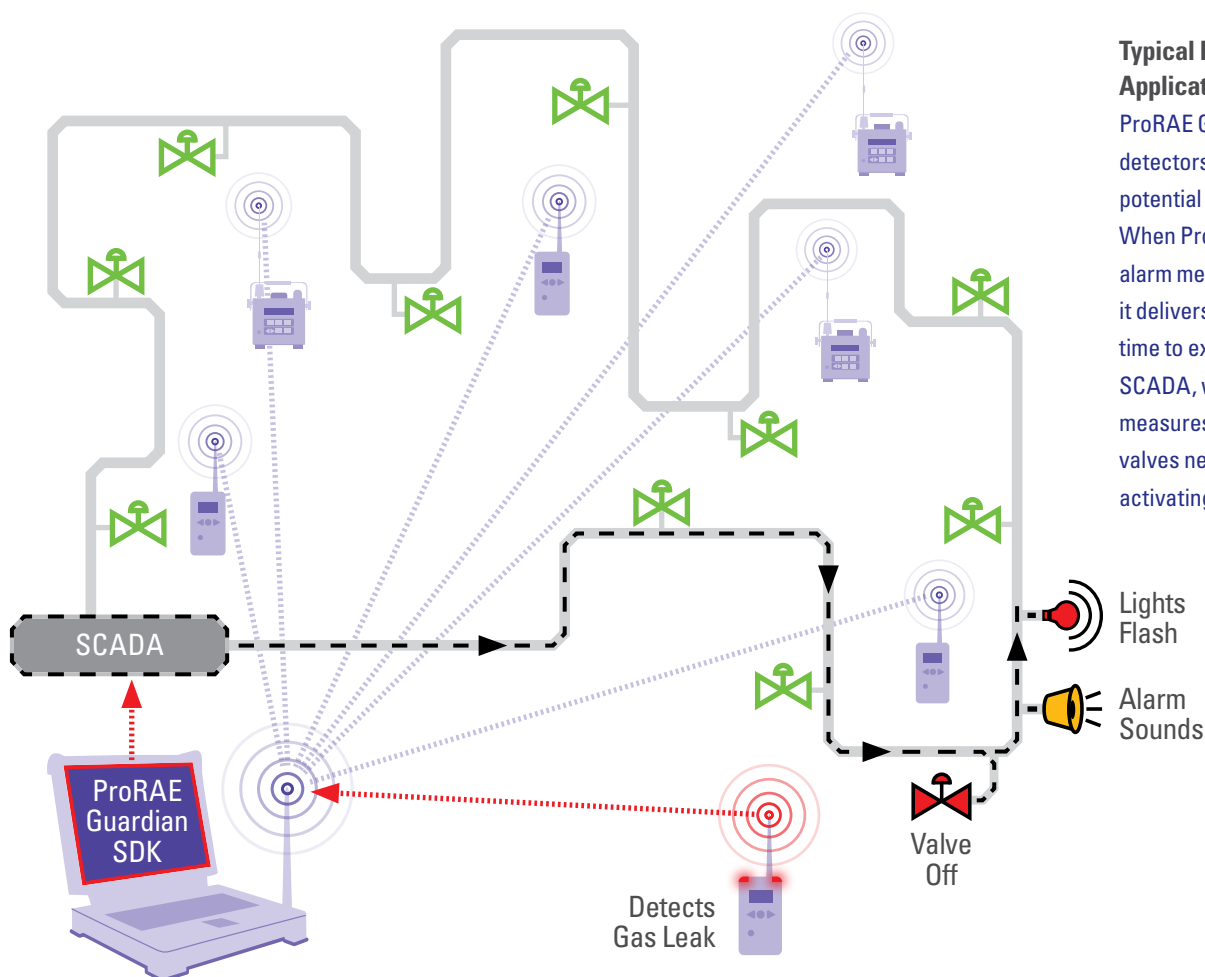 Typical
Applicat
ProRAE G
detectors
potential
When Pro
alarm me
it delivers
time to ex
SCADA, w
measures
valves ne
activating
SCADA
Lights
Flash
Alarm
Sounds
ProRAE
Guardian
SDK
Valve
Off
Detects
Gas Leak